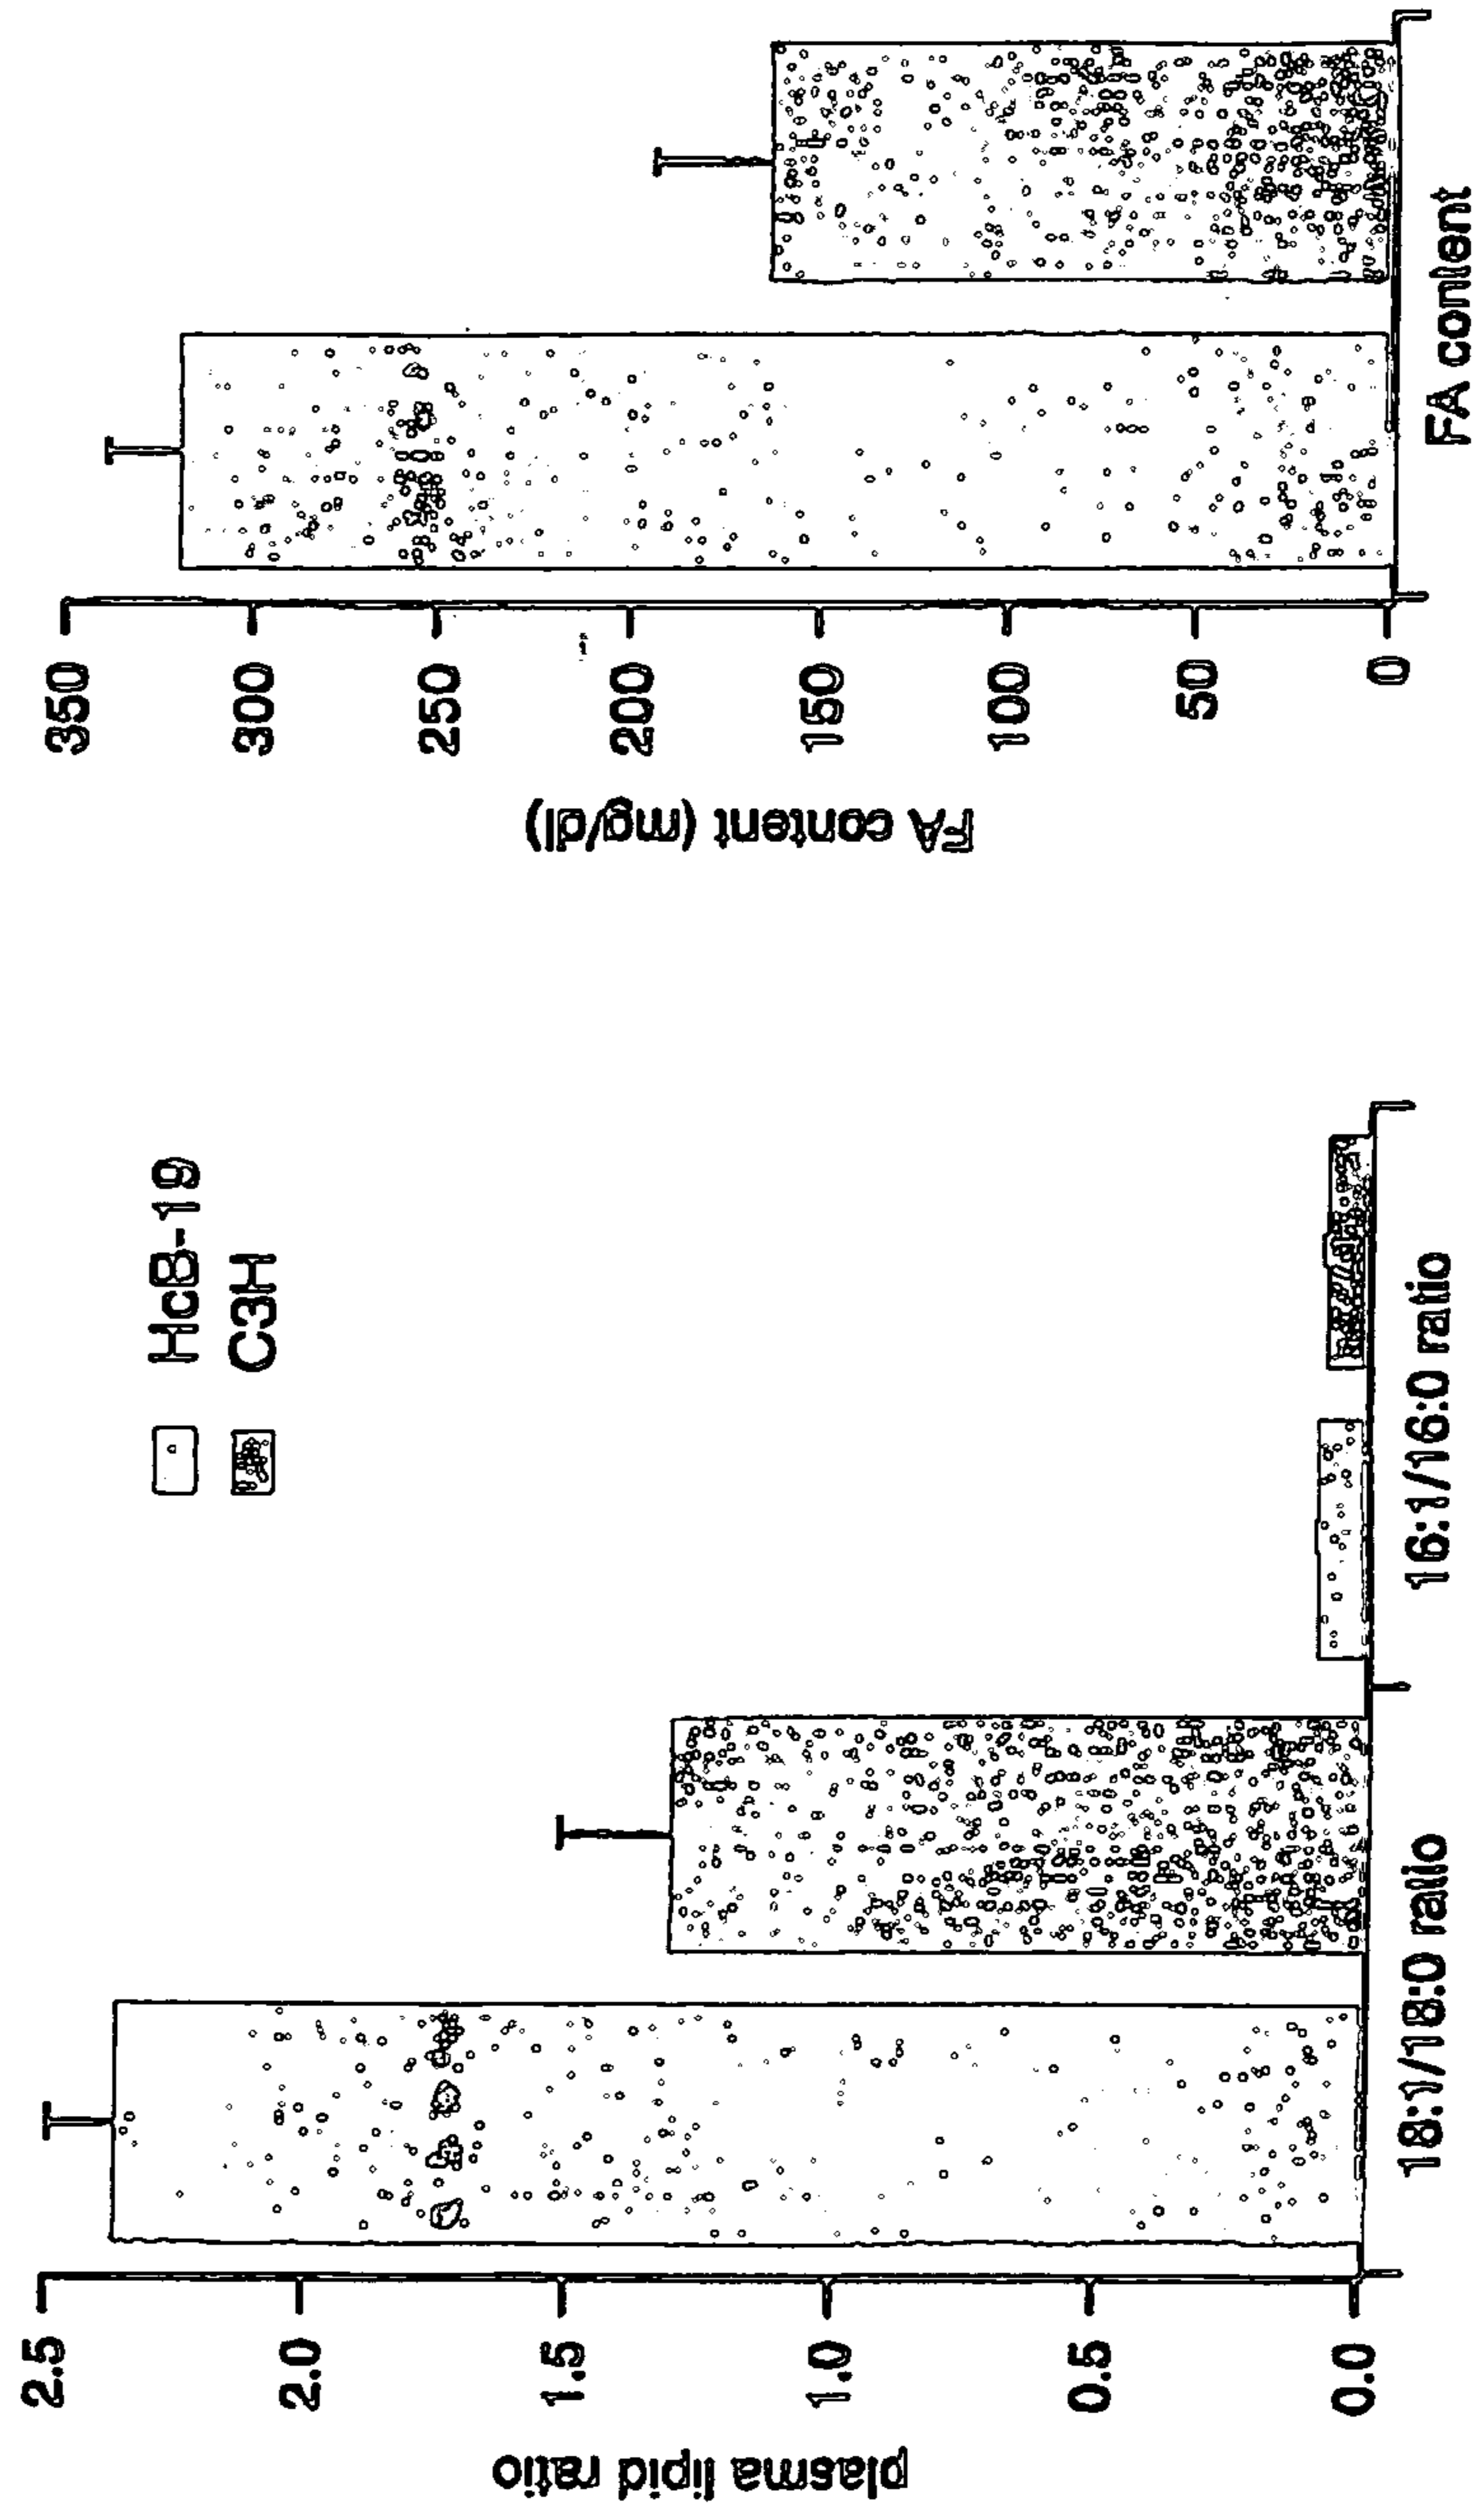 plasma lipid ratio
2.5
2.0
1.5
1.0
0.5
0.0
18:1/18:0 ratio
16:1/16:0 ratio
HcB-19
C3H
FA content (mg/dl)
350
300
250
200
150
100
50
0
FA content